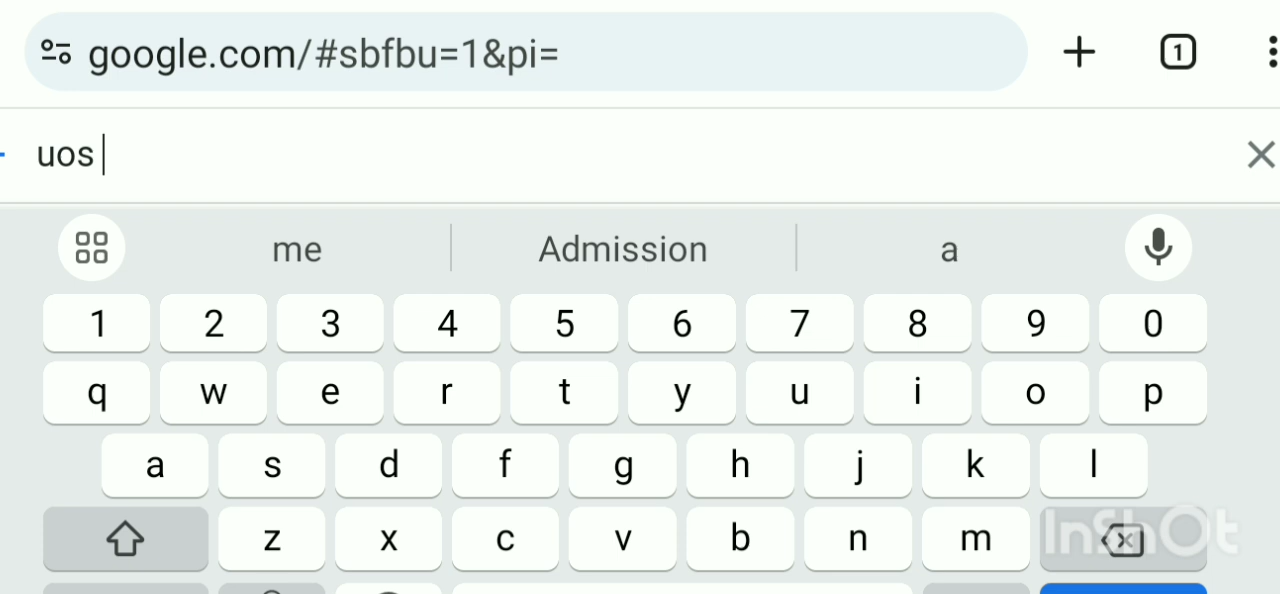 google.com/#sbfbu=1&pi=
1
uos
me Admission a
1 2 3 4 5 6 7 8 9 0
q w e r t y u i o p
a s d f g h j k l
z x c v b n m
InShOt